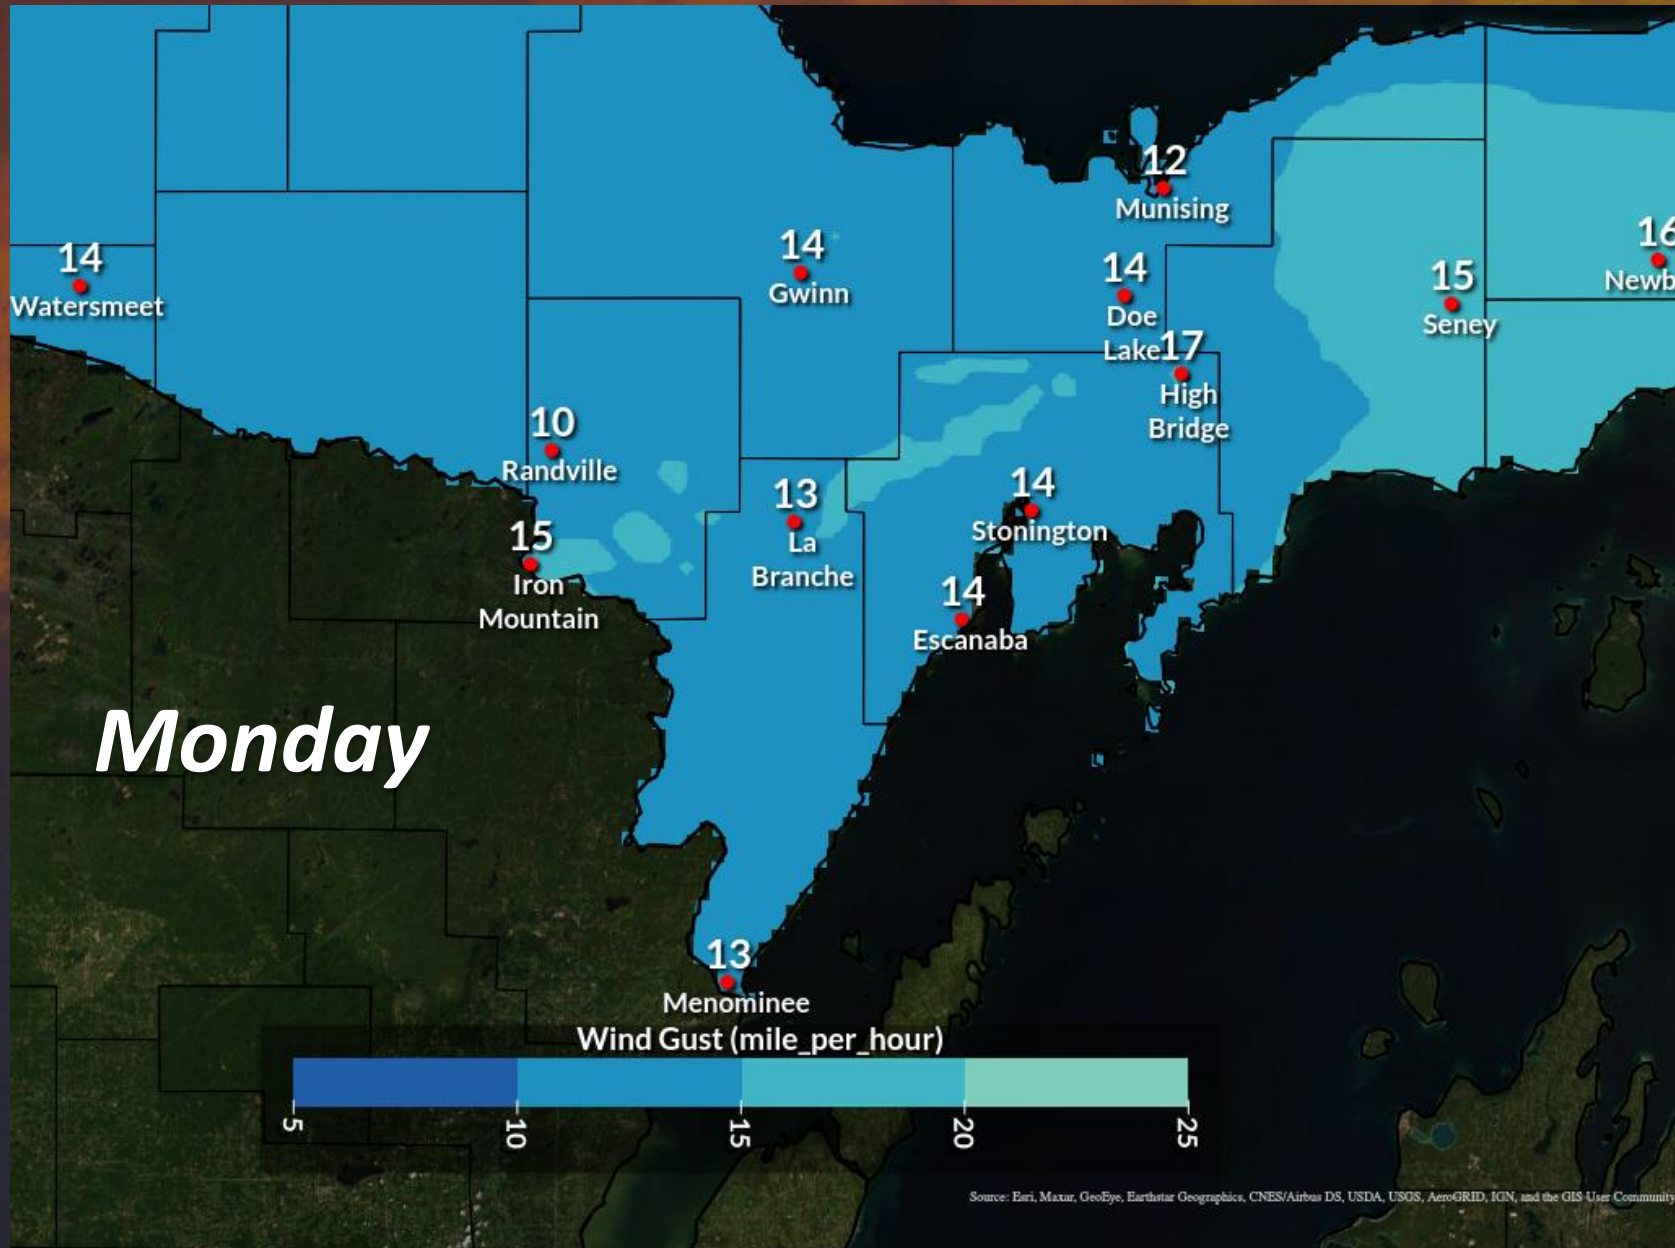 12
Munising
14
Watersmeet
14
Gwinn
14
Doe
Lake
15
Seney
16
Newb
17
High
Bridge
10
Randville
13
La
Branche
14
Stonington
15
Iron
Mountain
14
Escanaba
Monday
13
Menominee
Wind Gust (mile_per_hour)
5
10
15
20
25
Source: Esri, Maxar, GeoEye, Earthstar Geographics, CNES/Airbus DS, USDA, USGS, AeroGRID, IGN, and the GIS User Community